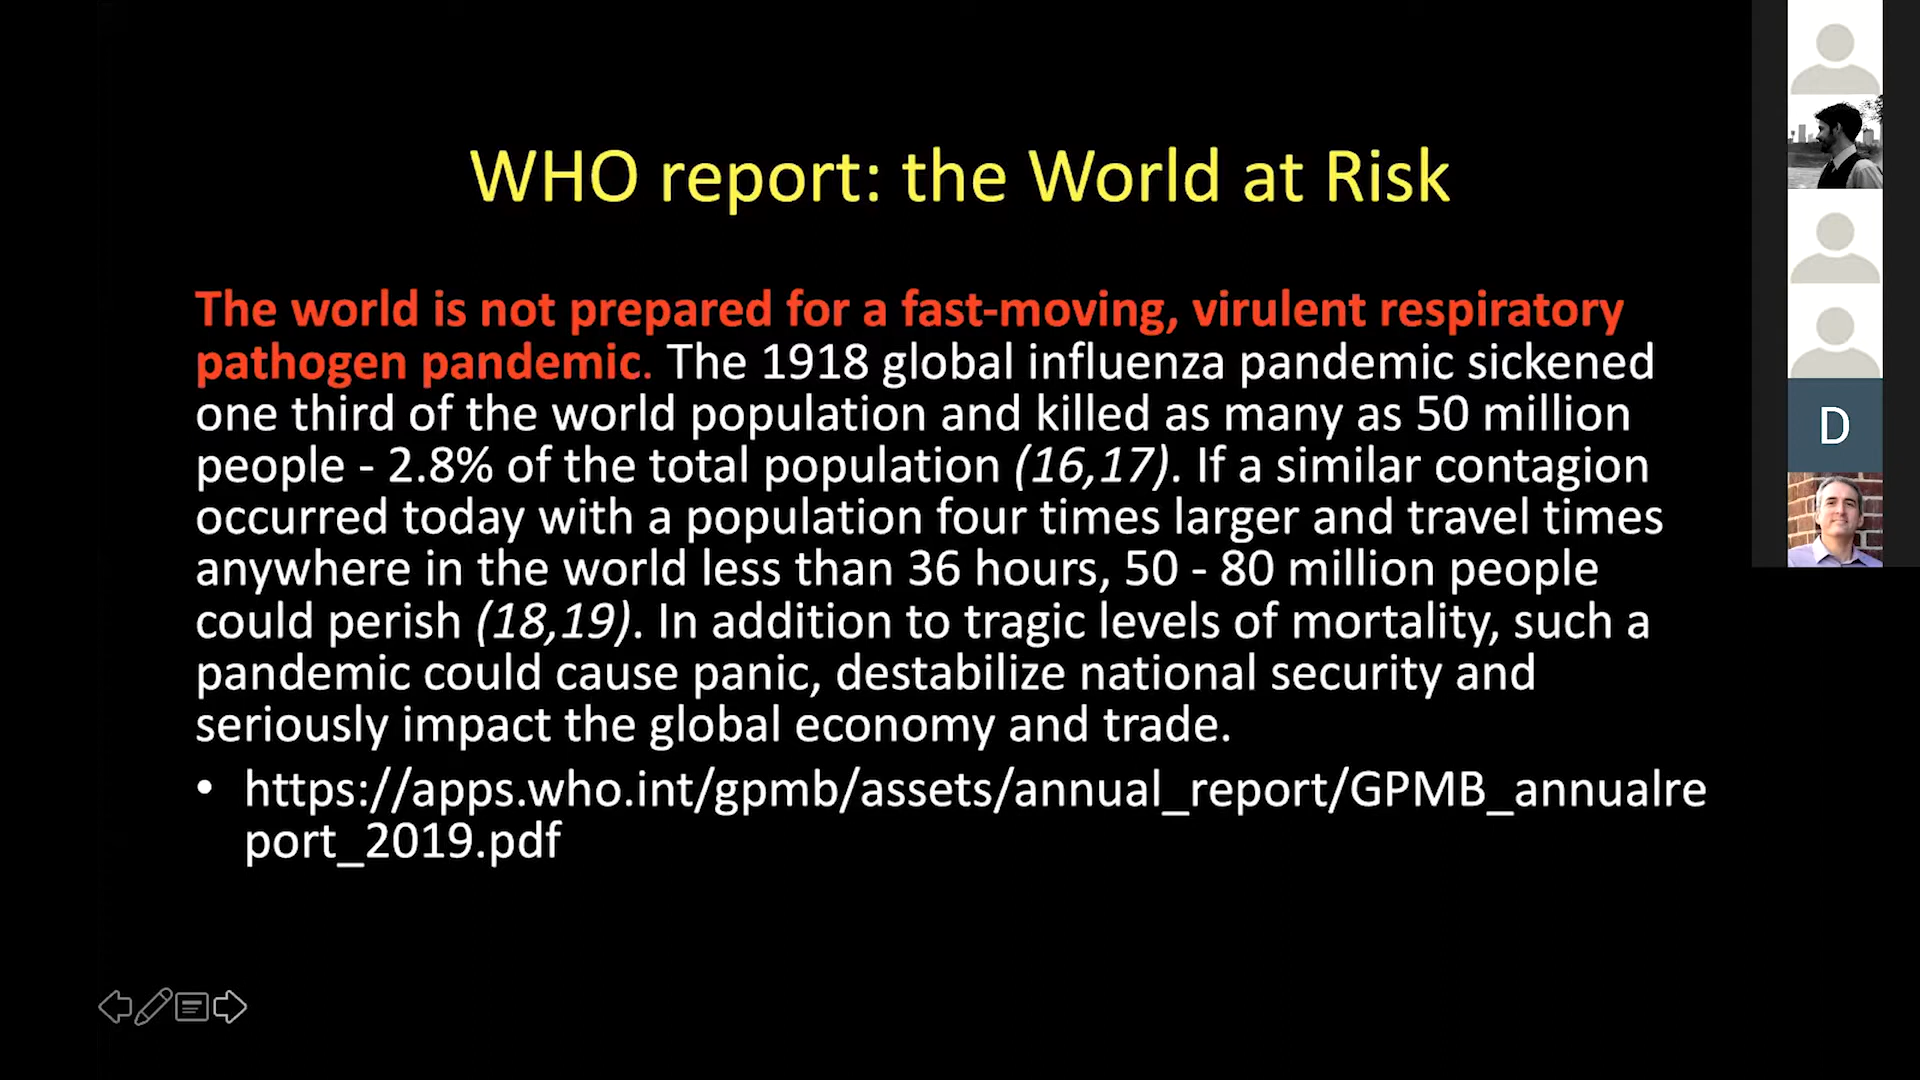 WHO report: the World at Risk
The world is not prepared for a fast-moving, virulent respiratory
pathogen pandemic. The 1918 global influenza pandemic sickened
one third of the world population and killed as many as 50 million
people - 2.8% of the total population (16,17). If a similar contagion
occurred today with a population four times larger and travel times
anywhere in the world less than 36 hours, 50 - 80 million people
could perish (18,19). In addition to tragic levels of mortality, such a
pandemic could cause panic, destabilize national security and
seriously impact the global economy and trade.
• https://apps.who.int/gpmb/assets/annual_report/GPMB_annualre
port_2019.pdf
D